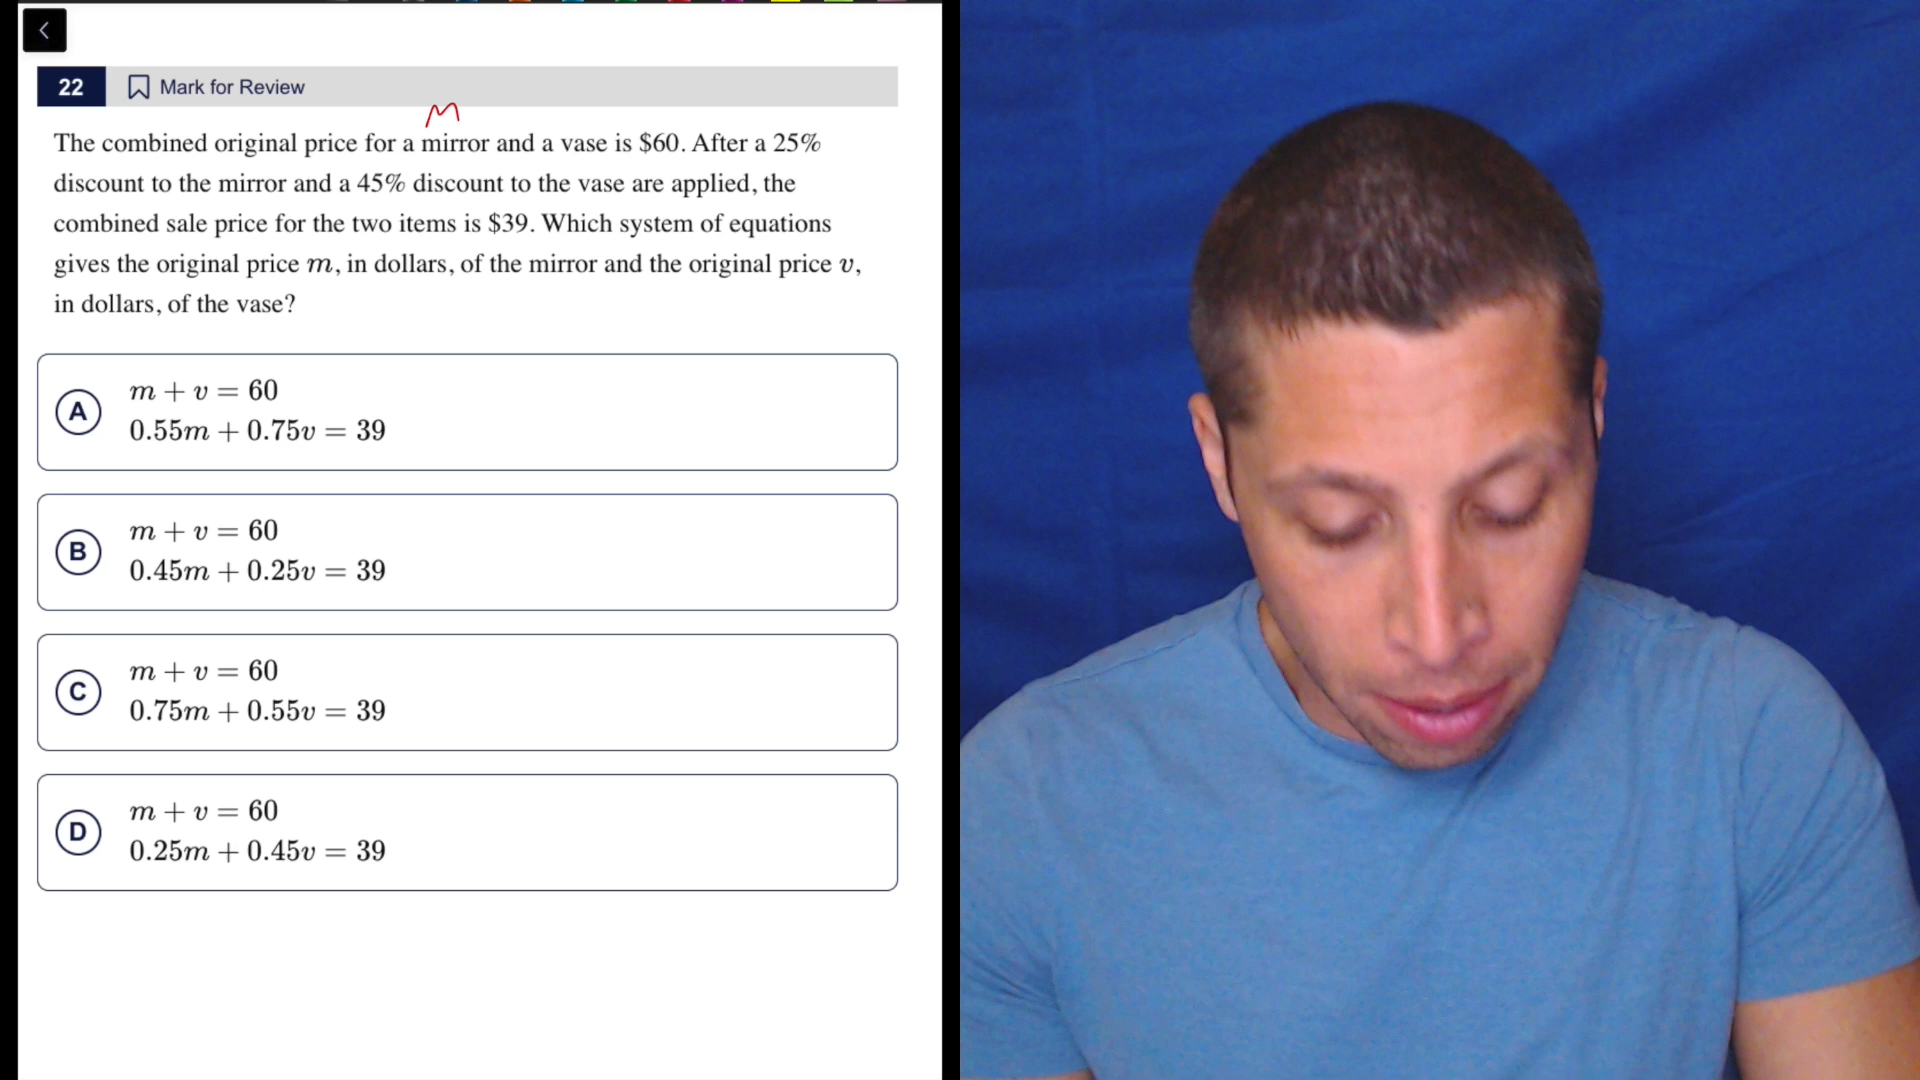 22 Mark for Review
M
The combined original price for a mirror and a vase is $60. After a 25%
discount to the mirror and a 45% discount to the vase are applied, the
combined sale price for the two items is $39. Which system of equations
gives the original price m, in dollars, of the mirror and the original price v,
in dollars, of the vase?
A
m + v = 60
0.55m + 0.75v = 39
B
m + v = 60
0.45m + 0.25v = 39
C
m + v = 60
0.75m + 0.55v = 39
D
m + v = 60
0.25m + 0.45v = 39